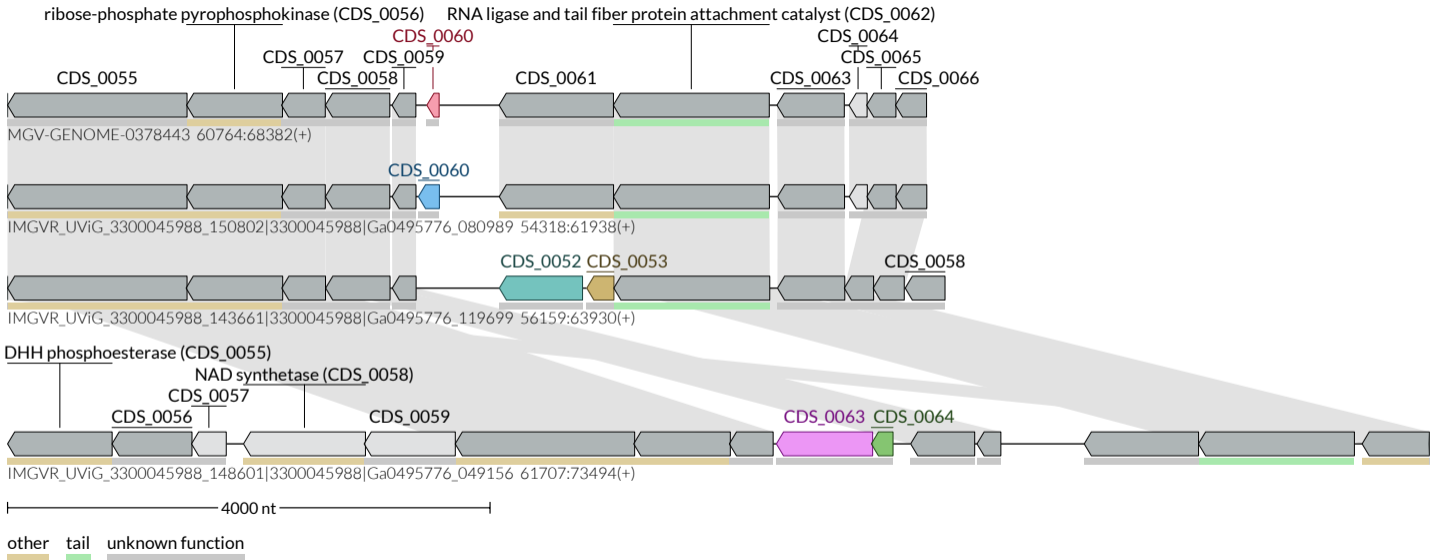 ribose-phosphate pyrophosphokinase (CDS_0056) RNA ligase and tail fiber protein attachment catalyst (CDS_0062)
CDS_0060 CDS_0064
CDS_0057 CDS_0059 CDS_0065
CDS_0055 CDS_0058 CDS_0061 CDS_0063 CDS_0066
MGV-GENOME-0378443 60764:68382(+)
CDS_0060
IMGVR_UViG_3300045988_150802|3300045988|Ga0495776_080989 54318:61938(+)
CDS_0052 CDS_0053 CDS_0058
IMGVR_UViG_3300045988_143661|3300045988|Ga0495776_119699 56159:63930(+)
DHH phosphoesterase (CDS_0055)
NAD synthetase (CDS_0058)
CDS_0057
CDS_0056 CDS_0059 CDS_0063 CDS_0064
IMGVR_UViG_3300045988_148601|3300045988|Ga0495776_049156 61707:73494(+)
4000 nt
other tail unknown function